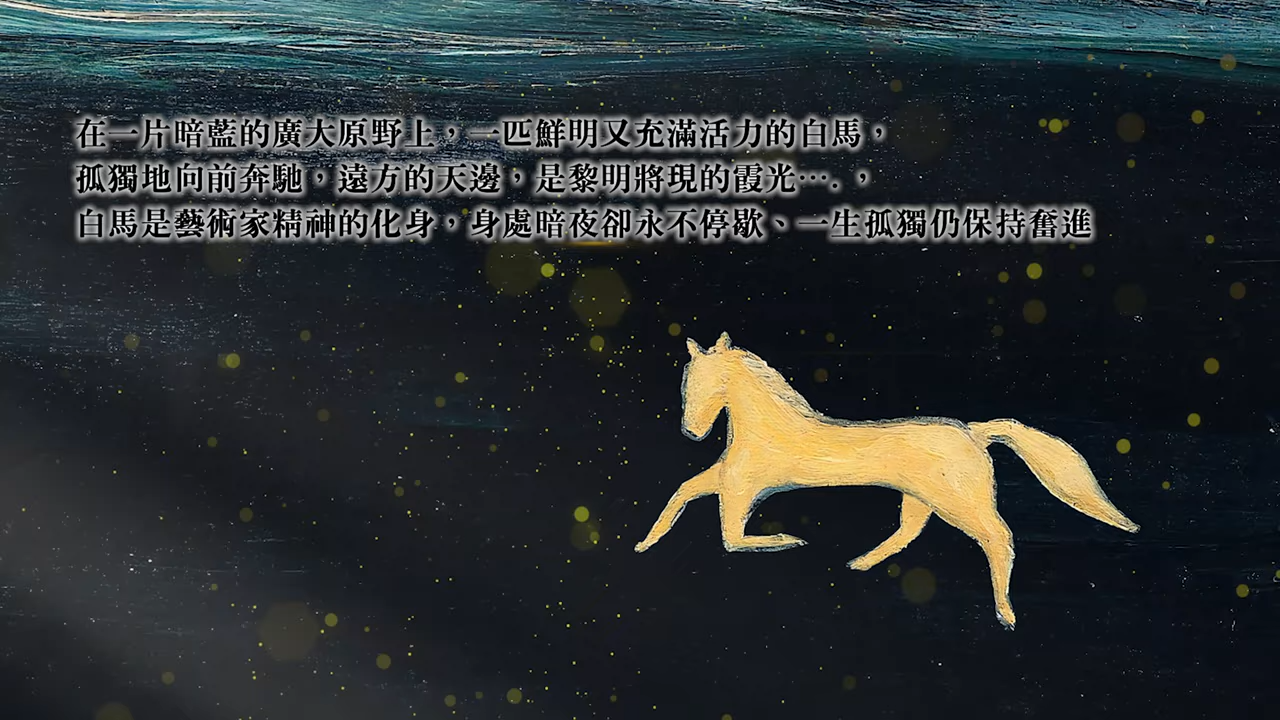 在一片暗藍的廣大原野上，一匹鮮明又充滿活力的白馬，
孤獨地向前奔馳，遠方的天邊，是黎明將現的霞光⋯.，
白馬是藝術家精神的化身，身處暗夜卻永不停歇、一生孤獨仍保持奮進